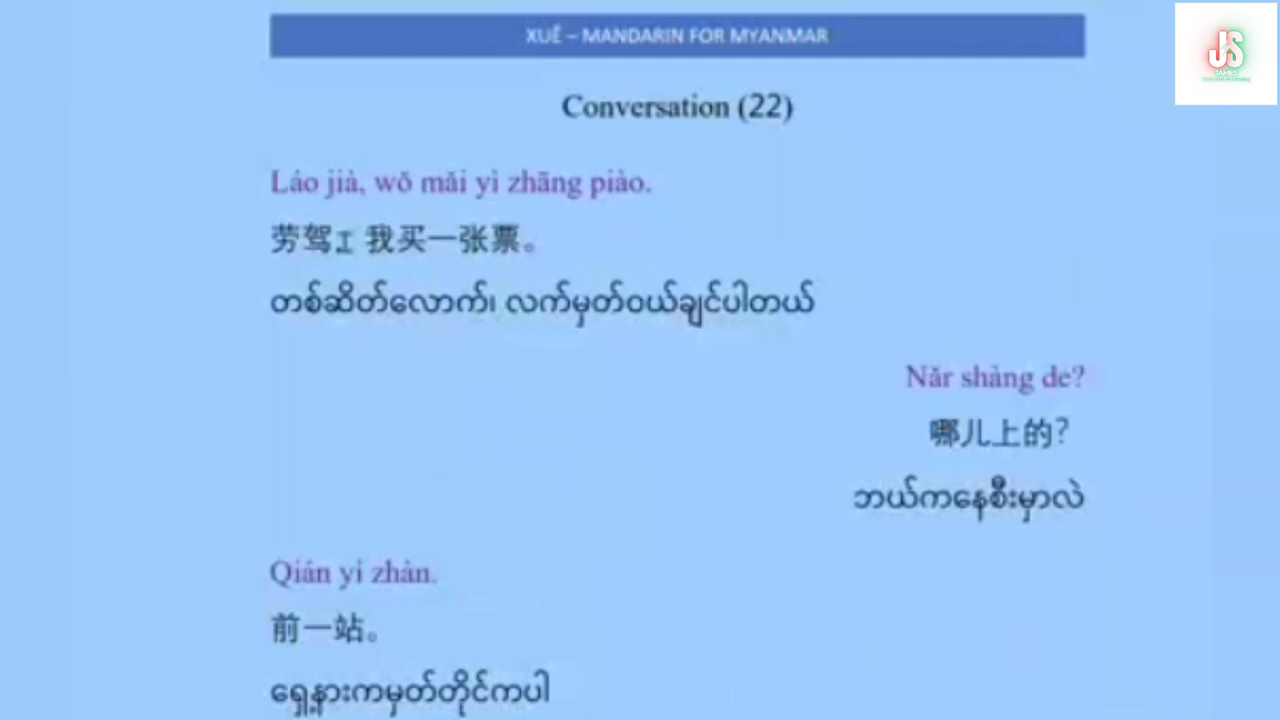 XUÉ – MANDARIN FOR MYANMAR
JS
JAMES
Conversation (22)
Láo jià, wǒ mǎi yì zhāng piào.
劳驾工 我买一张票。
တစ်ဆိတ်လောက်၊ လက်မှတ်ဝယ်ချင်ပါတယ်
Nǎr shàng de?
哪儿上的?
ဘယ်ကနေစီးမှာလဲ
Qián yí zhàn.
前一站。
ရှေ့နားကမှတ်တိုင်ကပါ